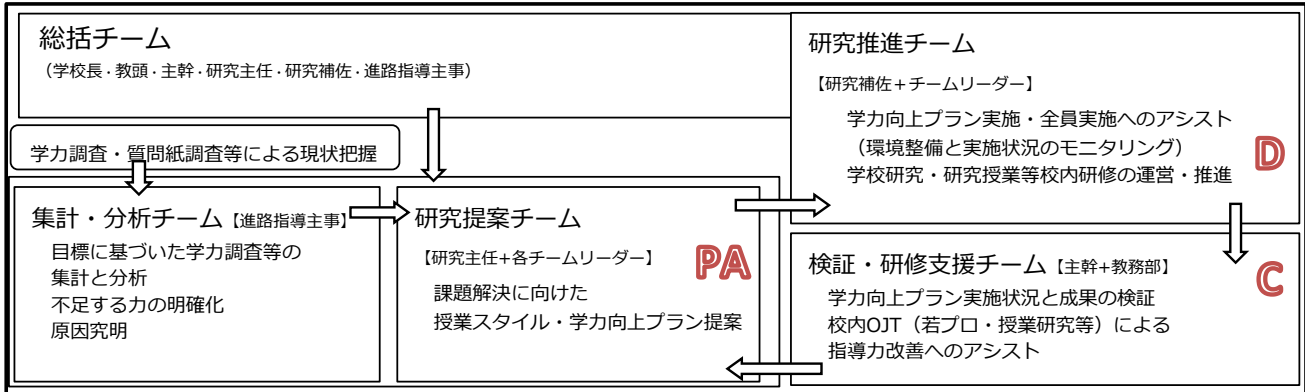 総括チーム
（学校長・教頭・主幹・研究主任・研究補佐・進路指導主事）
学力調査・質問紙調査等による現状把握
集計・分析チーム【進路指導主事】
目標に基づいた学力調査等の
集計と分析
不足する力の明確化
原因究明
研究提案チーム
【研究主任+各チームリーダー】
PA
課題解決に向けた
授業スタイル・学力向上プラン提案
研究推進チーム
【研究補佐＋チームリーダー】
学力向上プラン実施・全員実施へのアシスト
（環境整備と実施状況のモニタリング）
D
学校研究・研究授業等校内研修の運営・推進
検証・研修支援チーム【主幹+教務部】
C
学力向上プラン実施状況と成果の検証
校内OJT（若プロ・授業研究等）による
指導力改善へのアシスト